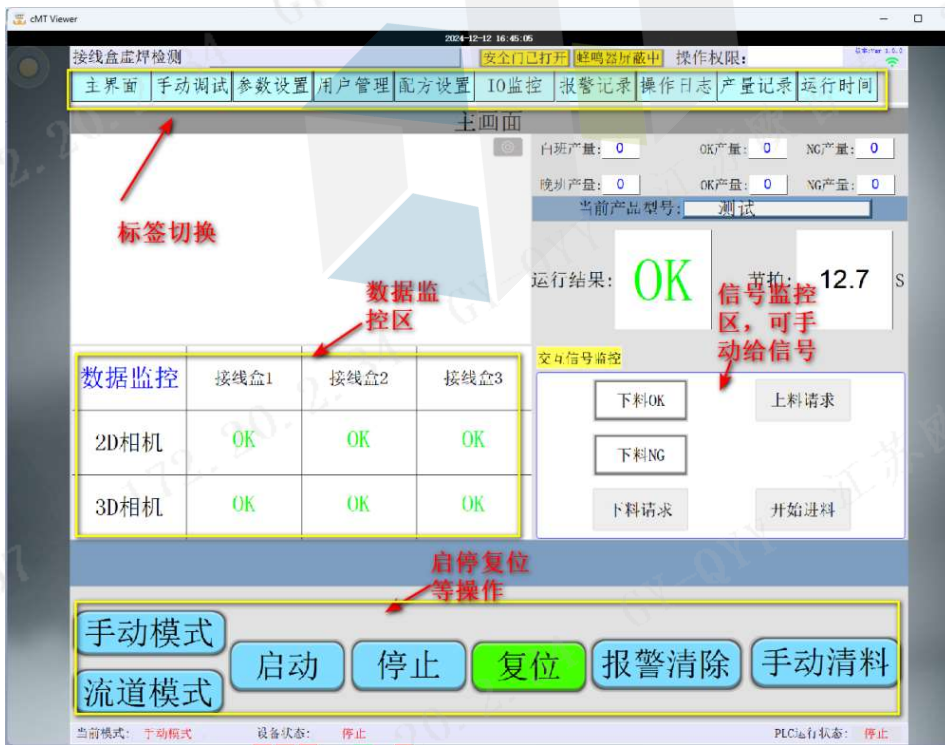 cMT Viewer
2024-12-12 16:45:05
接线盒虚焊检测 安全门已打开 蜂鸣器屏蔽中 操作权限:
主界面 手动调试 参数设置 用户管理 配方设置 IO监控 报警记录 操作日志 产量记录 运行时间
主画面
白班产量: 0 OK产量: 0 NG产量: 0
晚班产量: 0 OK产量: 0 NG产量: 0
当前产品型号: 测试
标签切换
运行结果: OK 节拍: 12.7 S
数据监
控区
信号监控
区，可手
动给信号
交互信号监控
数据监控 接线盒1 接线盒2 接线盒3
2D相机 OK OK OK
3D相机 OK OK OK
下料OK 上料请求
下料NG
下料请求 开始进料
启停复位
等操作
手动模式
流道模式
启动 停止 复位 报警清除 手动清料
当前模式: 手动模式 设备状态: 停止 PLC运行状态: 停止